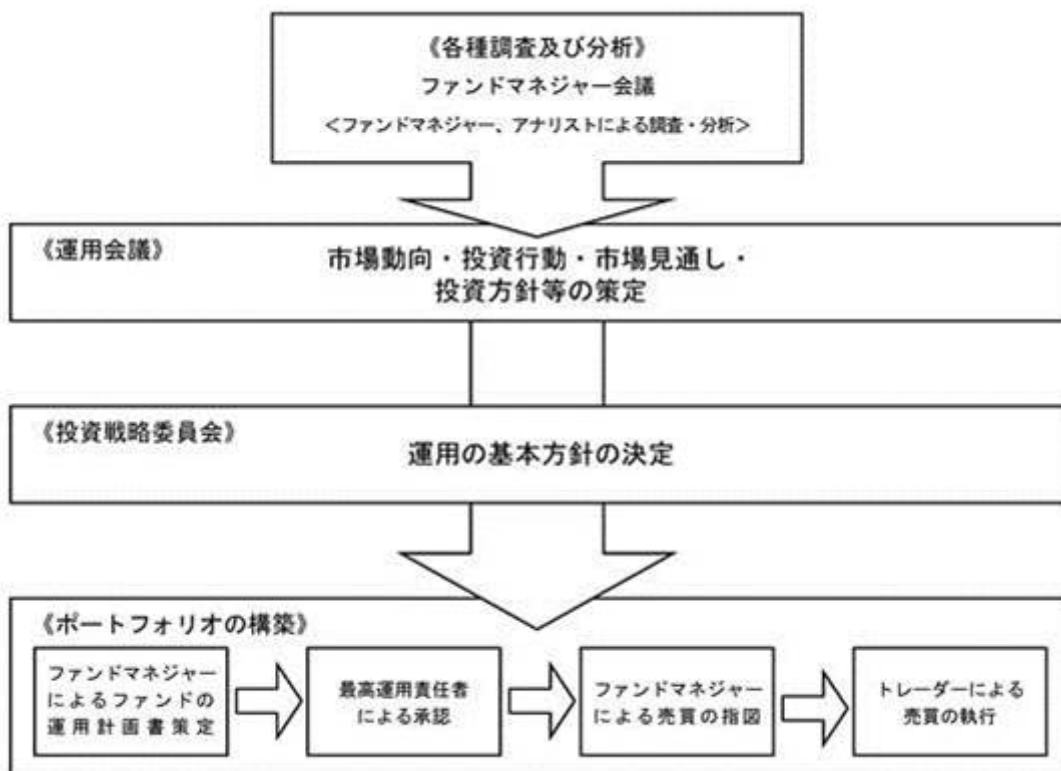 《各種調査及び分析》
ファンドマネジャー会議
<ファンドマネジャー、アナリストによる調査・分析>
《運用会議》
市場動向・投資行動・市場見通し・
投資方針等の策定
《投資戦略委員会》
運用の基本方針の決定
《ポートフォリオの構築》
ファンドマネジャー
によるファンドの
運用計画書策定
最高運用責任者
による承認
ファンドマネジャー
による売買の指図
トレーダーによる
売買の執行